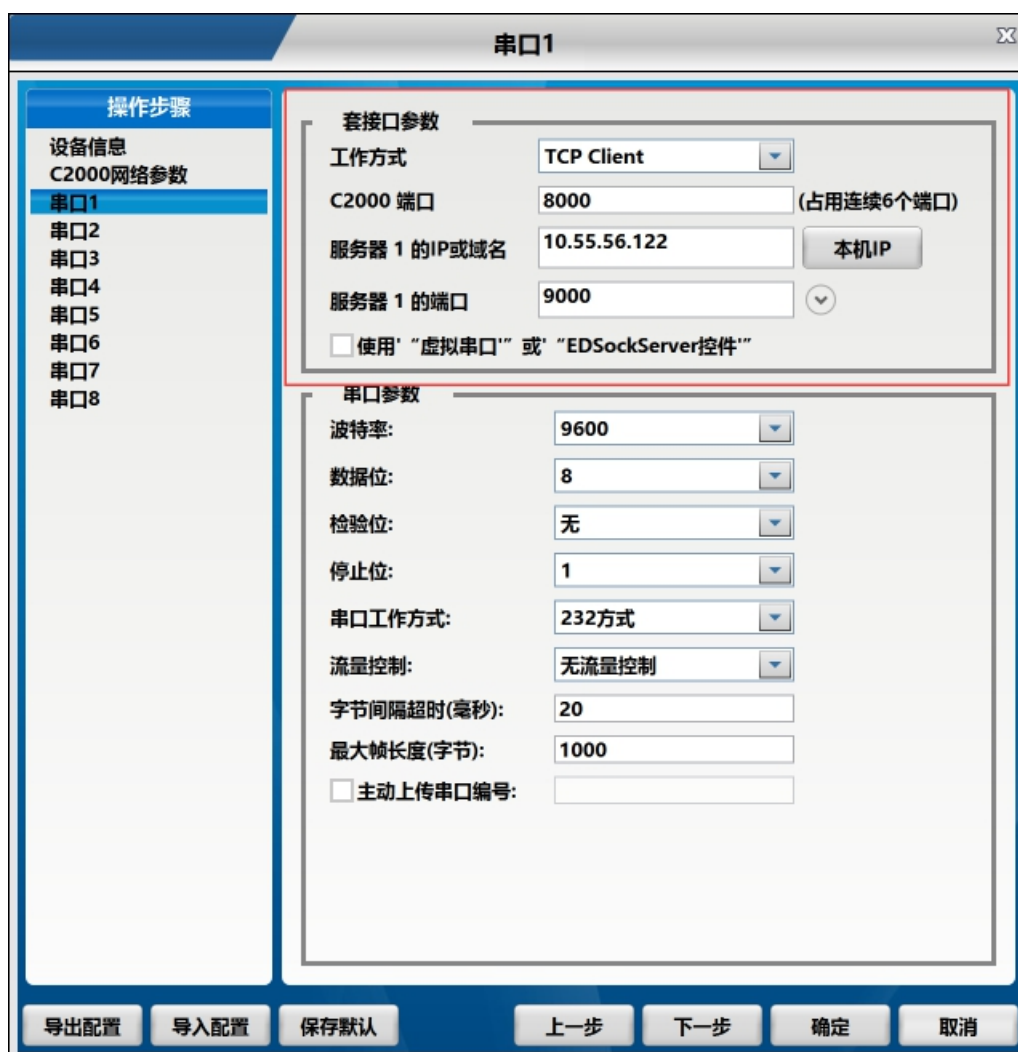 串口1
操作步骤
设备信息
C2000网络参数
串口1
串口2
串口3
串口4
串口5
串口6
串口7
串口8
套接口参数
工作方式 TCP Client
C2000 端口 8000 (占用连续6个端口)
服务器 1 的IP或域名 10.55.56.122 本机IP
服务器 1 的端口 9000
使用' “虚拟串口'” 或' “EDSockServer控件'”
串口参数
波特率: 9600
数据位: 8
检验位: 无
停止位: 1
串口工作方式: 232方式
流量控制: 无流量控制
字节间隔超时(毫秒): 20
最大帧长度(字节): 1000
主动上传串口编号:
导出配置 导入配置 保存默认 上一步 下一步 确定 取消